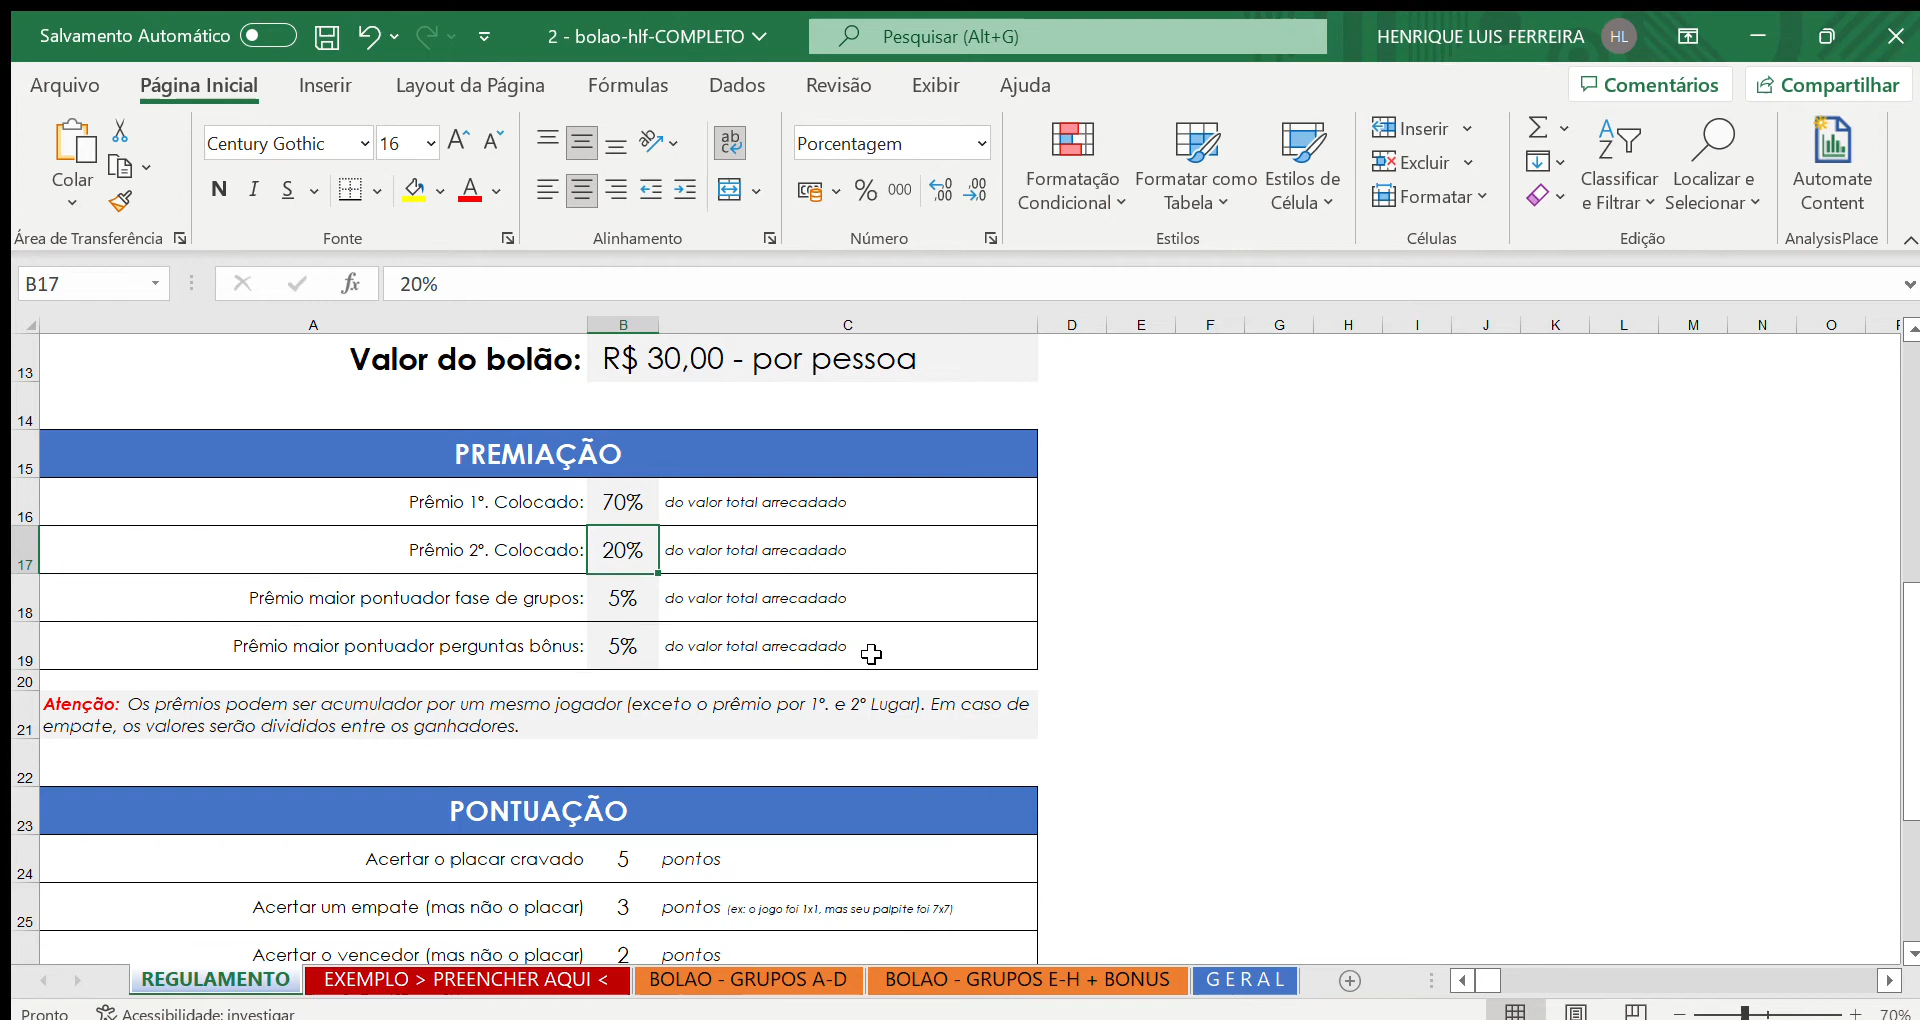 Salvamento Automático
2 - bolao-hlf-COMPLETO
Pesquisar (Alt+G)
HENRIQUE LUIS FERREIRA
HL
Arquivo
Página Inicial
Inserir
Layout da Página
Fórmulas
Dados
Revisão
Exibir
Ajuda
Comentários
Compartilhar
Colar
Century Gothic
16
N I S
ab
Porcentagem
% 000
Formatação
Condicional
Formatar como
Tabela
Estilos de
Célula
Inserir
Excluir
Formatar
Classificar
e Filtrar
Localizar e
Selecionar
Automate
Content
Área de Transferência
Fonte
Alinhamento
Número
Estilos
Células
Edição
AnalysisPlace
B17
fx
20%
A B C D E F G H I J K L M N O
13 Valor do bolão: R$ 30,00 - por pessoa
14
15 PREMIAÇÃO
16 Prêmio 1º. Colocado: 70% do valor total arrecadado
17 Prêmio 2º. Colocado: 20% do valor total arrecadado
18 Prêmio maior pontuador fase de grupos: 5% do valor total arrecadado
19 Prêmio maior pontuador perguntas bônus: 5% do valor total arrecadado
20
Atenção: Os prêmios podem ser acumulador por um mesmo jogador (exceto o prêmio por 1º. e 2º Lugar). Em caso de
21 empate, os valores serão divididos entre os ganhadores.
22
23 PONTUAÇÃO
24 Acertar o placar cravado 5 pontos
25 Acertar um empate (mas não o placar) 3 pontos (ex: o jogo foi 1x1, mas seu palpite foi 7x7)
Acertar o vencedor (mas não o placar) 2 pontos
REGULAMENTO
EXEMPLO > PREENCHER AQUI <
BOLAO - GRUPOS A-D
BOLAO - GRUPOS E-H + BONUS
G E R A L
Pronto
Acessibilidade: investigar
70%